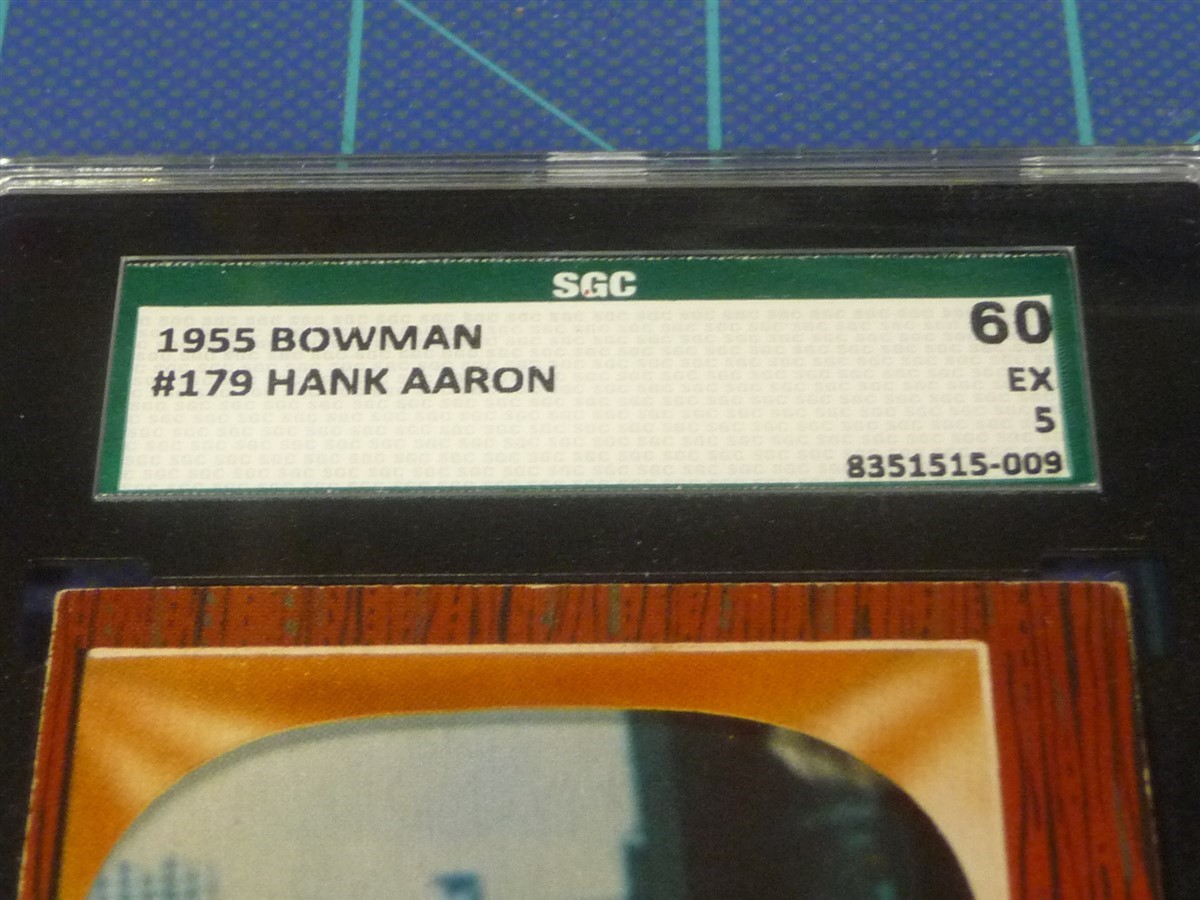 SGC
1955 BOWMAN
#179 HANK AARON
60
EX
5
8351515-009